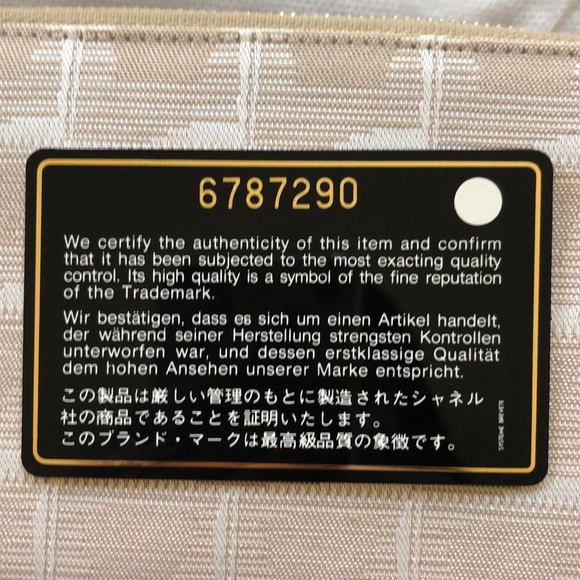 6787290
We certify the authenticity of this item and confirm
that it has been subjected to the most exacting quality
control. Its high quality is a symbol of the fine reputation
of the Trademark.
Wir bestätigen, dass es sich um einen Artikel handelt,
der während seiner Herstellung strengsten Kontrollen
unterworfen war, und dessen erstklassige Qualität
dem hohen Ansehen unserer Marke entspricht.
この製品は厳しい管理のもとに製造されたシャネル
社の商品であることを証明いたします。
このブランド・マークは最高級品質の象徴です。
SYSTEMS